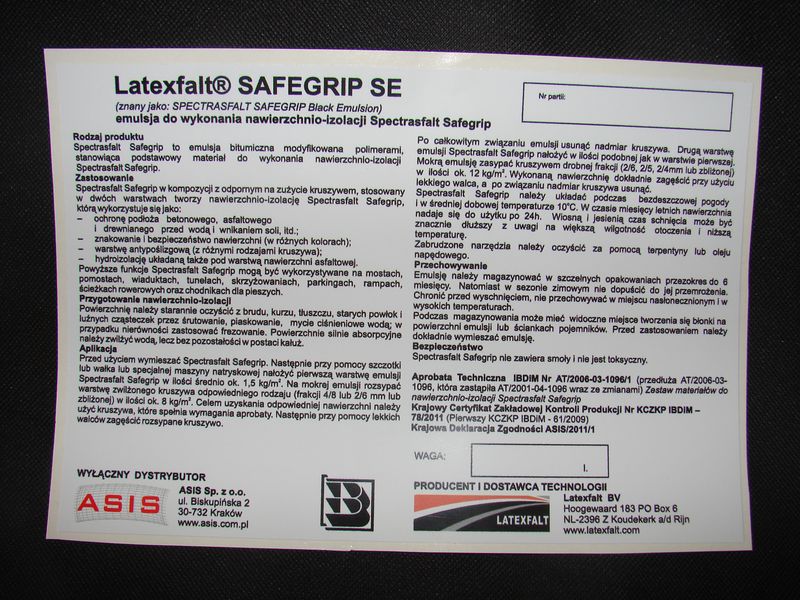 Latexfalt® SAFEGRIP SE
(znany jako: SPECTRASFALT SAFEGRIP Black Emulsion)
emulsja do wykonania nawierzchnio-izolacji Spectrasfalt Safegrip
Nr partii:
Rodzaj produktu
Spectrasfalt Safegrip to emulsja bitumiczna modyfikowana polimerami,
stanowiąca podstawowy materiał do wykonania nawierzchnio-izolacji
Spectrasfalt Safegrip.
Zastosowanie
Spectrasfalt Safegrip w kompozycji z odpornym na zużycie kruszywem, stosowany
w dwóch warstwach tworzy nawierzchnio-izolację Spectrasfalt Safegrip,
którą wykorzystuje się jako:
– ochronę podłoża betonowego, asfaltowego
i drewnianego przed wodą i wnikaniem soli, itd.;
– znakowanie i bezpieczeństwo nawierzchni (w różnych kolorach);
– warstwę antypoślizgową (z różnymi rodzajami kruszywa);
– hydroizolację układaną także pod warstwą nawierzchni asfaltowej.
Powyższe funkcje Spectrasfalt Safegrip mogą być wykorzystywane na mostach,
pomostach, wiaduktach, tunelach, skrzyżowaniach, parkingach, rampach,
ścieżkach rowerowych oraz chodnikach dla pieszych.
Przygotowanie nawierzchnio-izolacji
Powierzchnię należy starannie oczyścić z brudu, kurzu, tłuszczu, starych powłok i
luźnych cząsteczek przez śrutowanie, piaskowanie, mycie ciśnieniowe wodą; w
przypadku nierówności zastosować frezowanie. Powierzchnie silnie absorpcyjne
należy zwilżyć wodą, lecz bez pozostałości w postaci kałuż.
Aplikacja
Przed użyciem wymieszać Spectrasfalt Safegrip. Następnie przy pomocy szczotki
lub wałka lub specjalnej maszyny natryskowej nałożyć pierwszą warstwę emulsji
Spectrasfalt Safegrip w ilości średnio ok. 1,5 kg/m². Na mokrej emulsji rozsypać
warstwę zwilżonego kruszywa odpowiedniego rodzaju (frakcji 4/8 lub 2/6 mm lub
zbliżonej) w ilości ok. 8 kg/m². Celem uzyskania odpowiedniej nawierzchni należy
użyć kruszywa, które spełnia wymagania aprobaty. Następnie przy pomocy lekkich
walców zagęścić rozsypane kruszywo.
Po całkowitym związaniu emulsji usunąć nadmiar kruszywa. Drugą warstwę
emulsji Spectrasfalt Safegrip nałożyć w ilości podobnej jak w warstwie pierwszej.
Mokrą emulsję zasypać kruszywem drobnej frakcji (2/6, 2/5, 2/4mm lub zbliżonej)
w ilości ok. 12 kg/m². Wykonaną nawierzchnię dokładnie zagęścić przy użyciu
lekkiego walca, a po związaniu nadmiar kruszywa usunąć.
Spectrasfalt Safegrip należy układać podczas bezdeszczowej pogody
i w średniej dobowej temperaturze 10°C. W czasie miesięcy letnich nawierzchnia
nadaje się do użytku po 24h. Wiosną i jesienią czas schnięcia może być
znacznie dłuższy z uwagi na większą wilgotność otoczenia i niższą
temperaturę.
Zabrudzone narzędzia należy oczyścić za pomocą terpentyny lub oleju
napędowego.
Przechowywanie
Emulsję należy magazynować w szczelnych opakowaniach przez okres do 6
miesięcy. Natomiast w sezonie zimowym nie dopuścić do jej przemrożenia.
Chronić przed wyschnięciem, nie przechowywać w miejscu nasłonecznionym i w
wysokich temperaturach.
Podczas magazynowania może mieć widoczne miejsce tworzenia się błonki na
powierzchni emulsji lub ściankach pojemników. Przed zastosowaniem należy
dokładnie wymieszać emulsję.
Bezpieczeństwo
Spectrasfalt Safegrip nie zawiera smoły i nie jest toksyczny.
Aprobata Techniczna IBDiM Nr AT/2006-03-1096/1 (przedłuża AT/2006-03-
1096, która zastąpiła AT/2001-04-1096 wraz ze zmianami) Zestaw materiałów do
nawierzchnio-izolacji Spectrasfalt Safegrip
Krajowy Certyfikat Zakładowej Kontroli Produkcji Nr KCZKP IBDiM –
78/2011 (Pierwszy KCZKP IBDiM - 61/2009)
Krajowa Deklaracja Zgodności ASIS/2011/1
WAGA:
l.
WYŁĄCZNY DYSTRYBUTOR
ASIS
ASIS Sp. z o.o.
ul. Biskupińska 2
30-732 Kraków
www.asis.com.pl
B
PRODUCENT I DOSTAWCA TECHNOLOGII
LATEXFALT
Latexfalt BV
Hoogewaard 183 PO Box 6
NL-2396 Z Koudekerk a/d Rijn
www.latexfalt.com